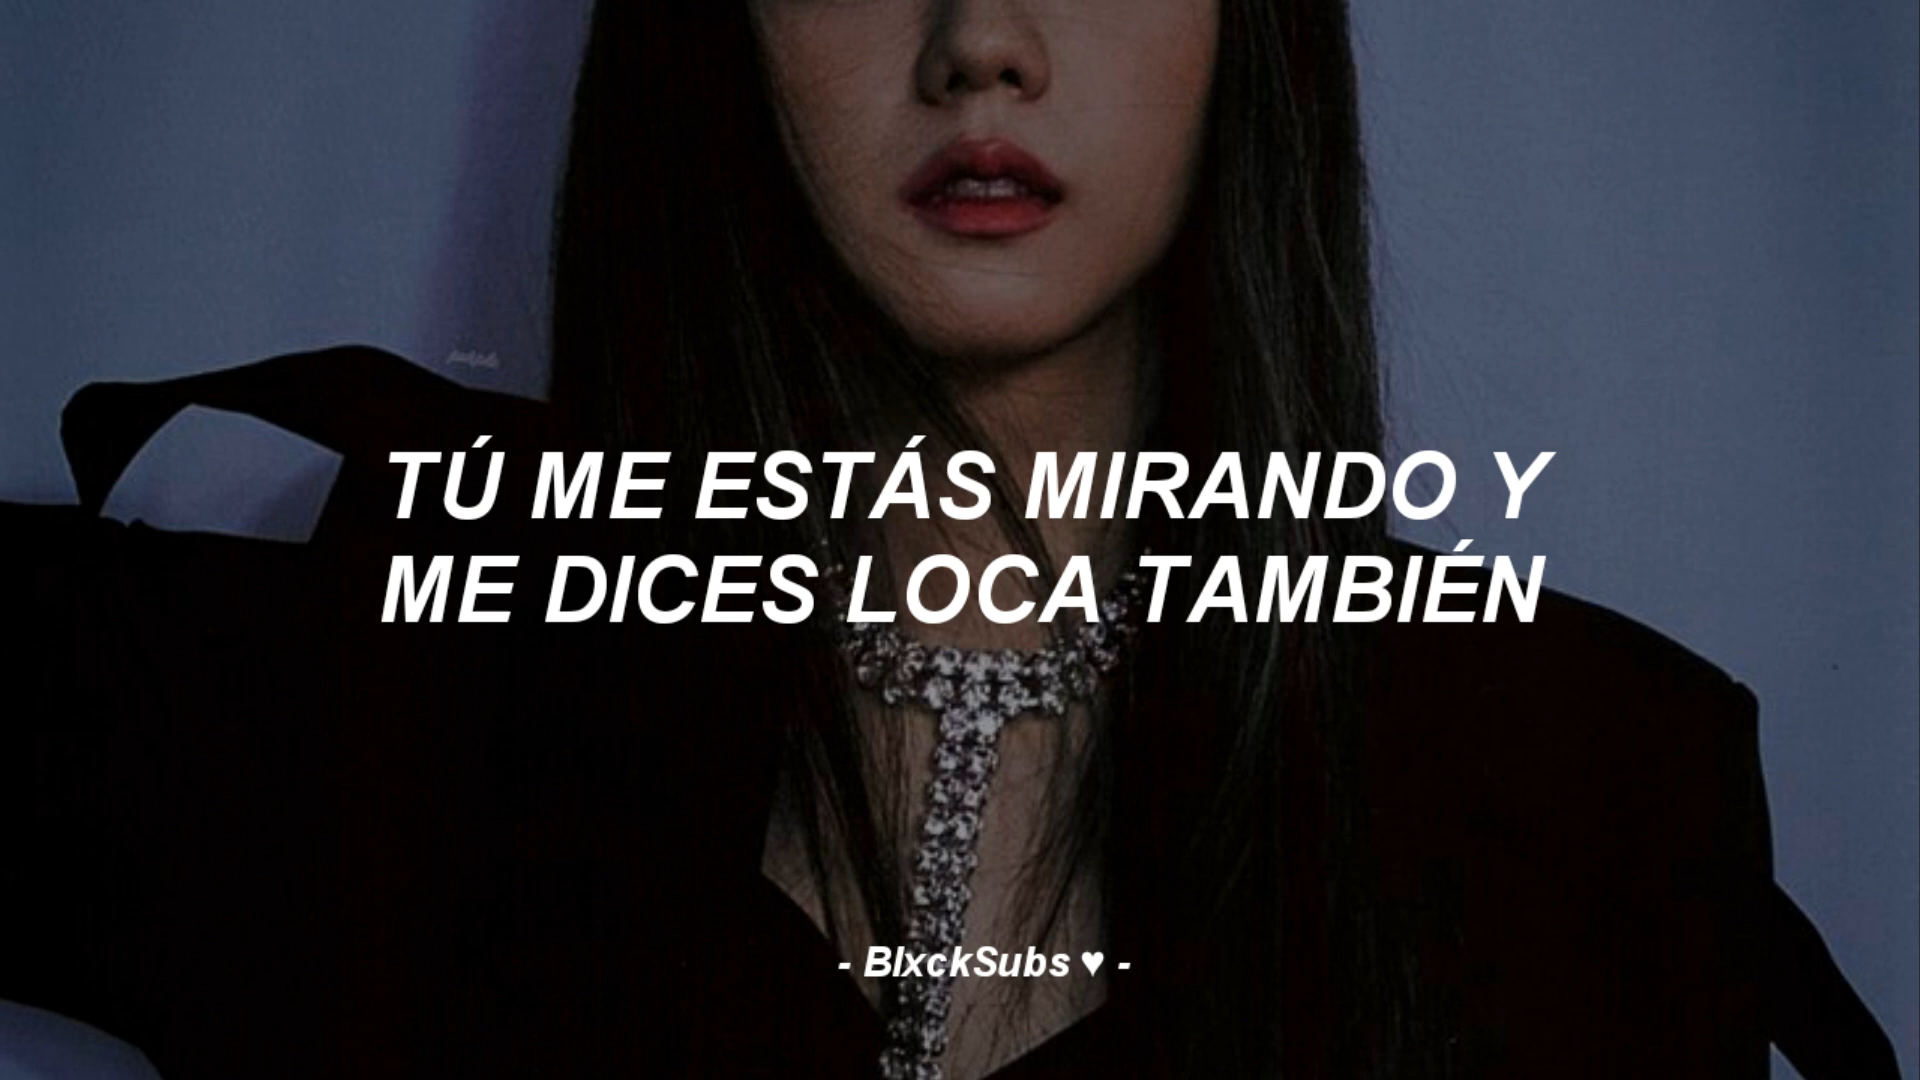 TÚ ME ESTÁS MIRANDO Y
ME DICES LOCA TAMBIÉN
- BlxckSubs ♥ -